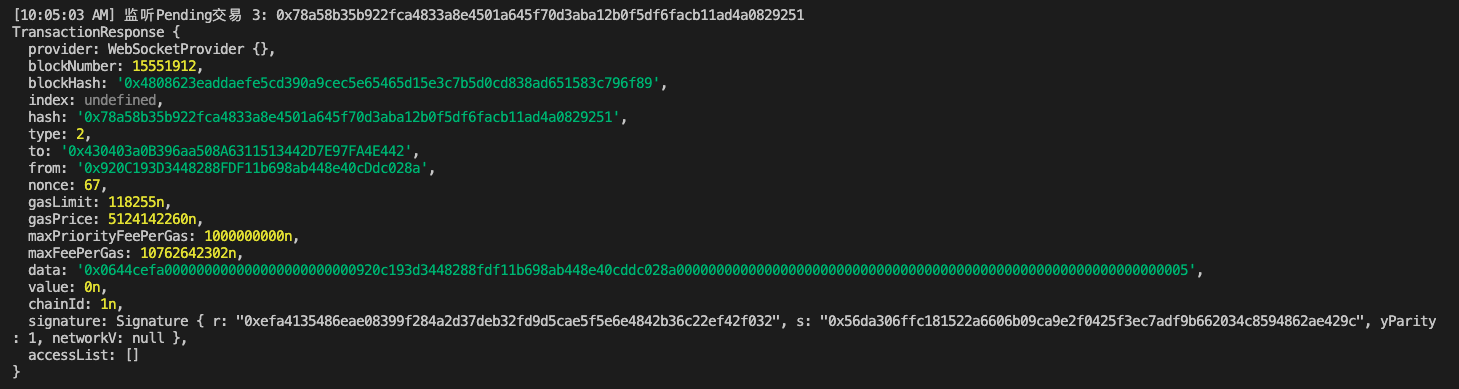 [10:05:03 AM] 监听Pending交易 3: 0x78a58b35b922fca4833a8e4501a645f70d3aba12b0f5df6facb11ad4a0829251
TransactionResponse {
  provider: WebSocketProvider {},
  blockNumber: 15551912,
  blockHash: '0x4808623eaddaefe5cd390a9cec5e65465d15e3c7b5d0cd838ad651583c796f89',
  index: undefined,
  hash: '0x78a58b35b922fca4833a8e4501a645f70d3aba12b0f5df6facb11ad4a0829251',
  type: 2,
  to: '0x430403a0B396aa508A6311513442D7E97FA4E442',
  from: '0x920C193D3448288FDF11b698ab448e40cDdc028a',
  nonce: 67,
  gasLimit: 118255n,
  gasPrice: 5124142260n,
  maxPriorityFeePerGas: 1000000000n,
  maxFeePerGas: 10762642302n,
  data: '0x0644cefa000000000000000000000000920c193d3448288fdf11b698ab448e40cddc028a0000000000000000000000000000000000000000000000000000000000000005',
  value: 0n,
  chainId: 1n,
  signature: Signature { r: "0xefa4135486eae08399f284a2d37deb32fd9d5cae5f5e6e4842b36c22ef42f032", s: "0x56da306ffc181522a6606b09ca9e2f0425f3ec7adf9b662034c8594862ae429c", yParity
: 1, networkV: null },
  accessList: []
}